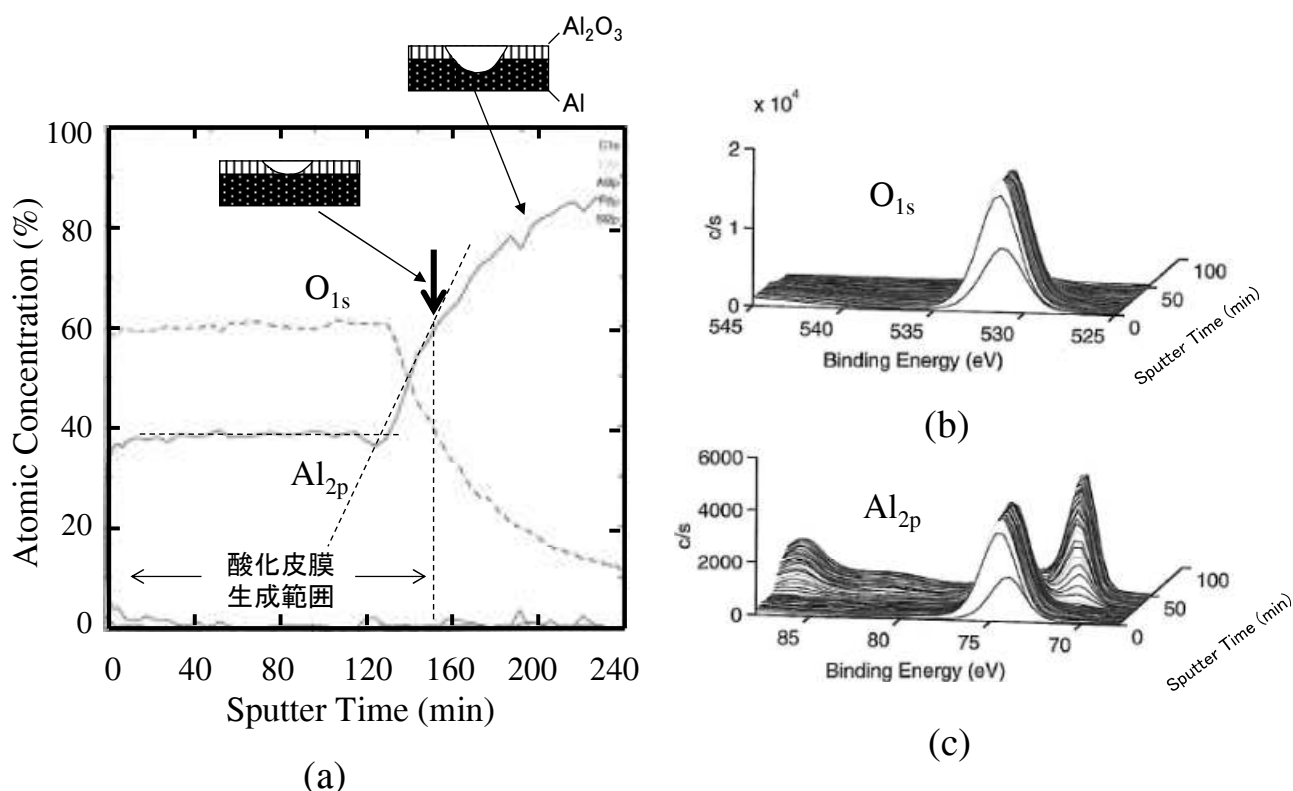 Al₂O₃
Al
100
80
60
40
20
0
Atomic Concentration (%)
O₁ₛ
Al₂ₚ
酸化皮膜
生成範囲
0 40 80 120 160 200 240
Sputter Time (min)
(a)
x 10⁴
2
1
0
c/s
O₁ₛ
545 540 535 530 525
Binding Energy (eV)
0
50
100
Sputter Time (min)
(b)
6000
4000
2000
0
c/s
Al₂ₚ
85 80 75 70
Binding Energy (eV)
0
50
100
Sputter Time (min)
(c)